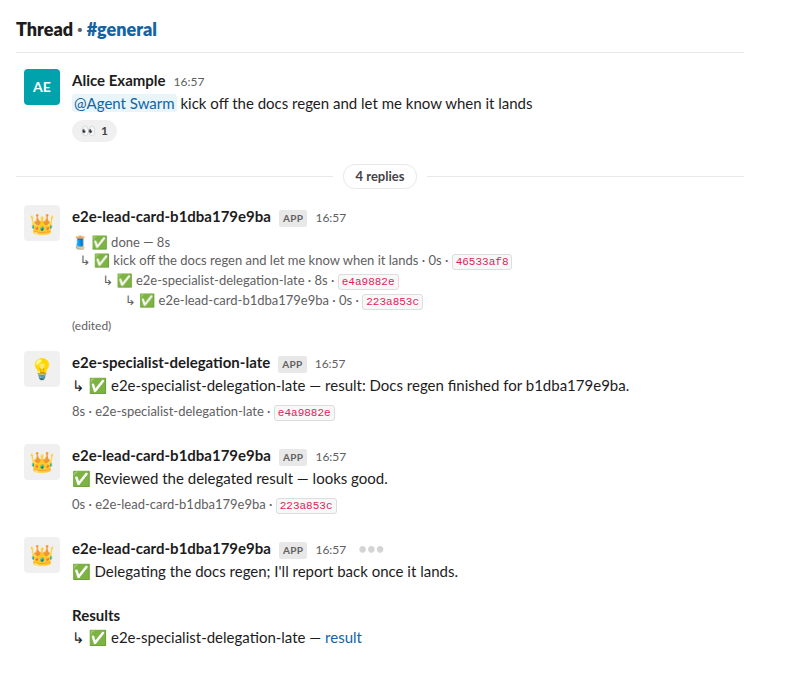 Thread • #general
AE
Alice Example 16:57
@Agent Swarm kick off the docs regen and let me know when it lands
👀 1
4 replies
e2e-lead-card-b1dba179e9ba APP 16:57
🧵 ✅ done — 8s
↳ ✅ kick off the docs regen and let me know when it lands · 0s · 46533af8
↳ ✅ e2e-specialist-delegation-late · 8s · e4a9882e
↳ ✅ e2e-lead-card-b1dba179e9ba · 0s · 223a853c
(edited)
e2e-specialist-delegation-late APP 16:57
↳ ✅ e2e-specialist-delegation-late — result: Docs regen finished for b1dba179e9ba.
8s · e2e-specialist-delegation-late · e4a9882e
e2e-lead-card-b1dba179e9ba APP 16:57
✅ Reviewed the delegated result — looks good.
0s · e2e-lead-card-b1dba179e9ba · 223a853c
e2e-lead-card-b1dba179e9ba APP 16:57
✅ Delegating the docs regen; I'll report back once it lands.
Results
↳ ✅ e2e-specialist-delegation-late — result